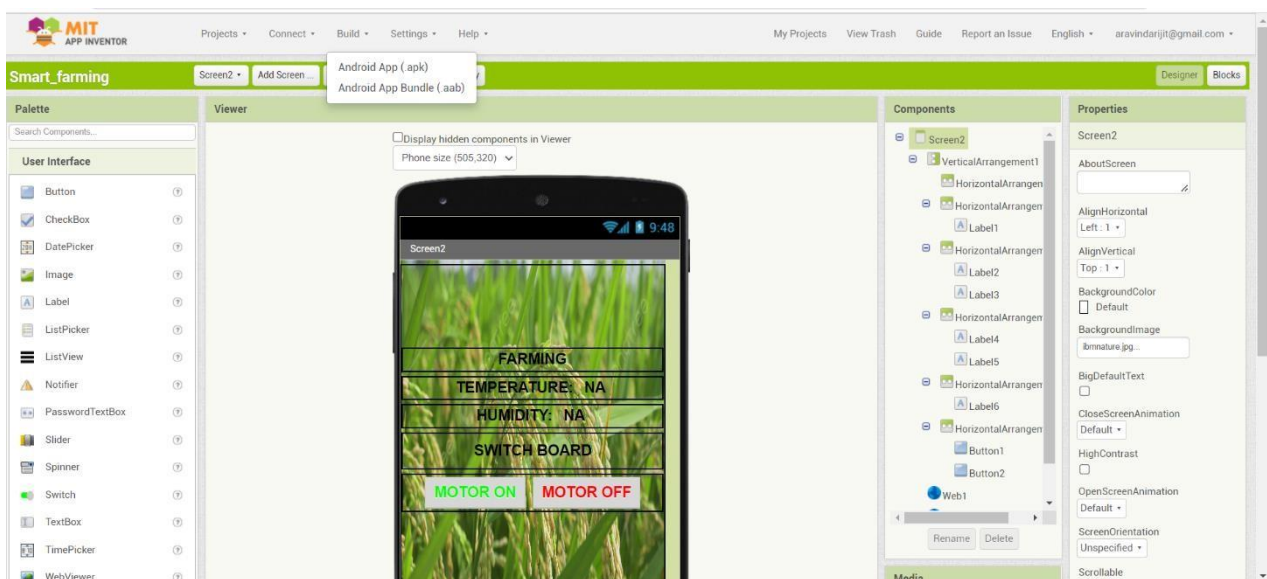 MIT
APP INVENTOR
Projects Connect Build Settings Help
My Projects View Trash Guide Report an Issue English aravindarijit@gmail.com
Android App (.apk)
Android App Bundle (.aab)
Smart_farming
Screen2 Add Screen ...
Designer Blocks
Palette
Search Components...
User Interface
Button
CheckBox
DatePicker
Image
Label
ListPicker
ListView
Notifier
PasswordTextBox
Slider
Spinner
Switch
TextBox
TimePicker
WebViewer
Viewer
Display hidden components in Viewer
Phone size (505,320)
9:48
Screen2
FARMING
TEMPERATURE: NA
HUMIDITY: NA
SWITCH BOARD
MOTOR ON MOTOR OFF
Components
Screen2
VerticalArrangement1
HorizontalArrangen
HorizontalArrangen
Label1
HorizontalArrangen
Label2
Label3
HorizontalArrangen
Label4
Label5
HorizontalArrangen
Label6
HorizontalArrangen
Button1
Button2
Web1
Rename Delete
Media
Properties
Screen2
AboutScreen
AlignHorizontal
Left : 1
AlignVertical
Top : 1
BackgroundColor
Default
BackgroundImage
ibmnature.jpg...
BigDefaultText
CloseScreenAnimation
Default
HighContrast
OpenScreenAnimation
Default
ScreenOrientation
Unspecified
Scrollable